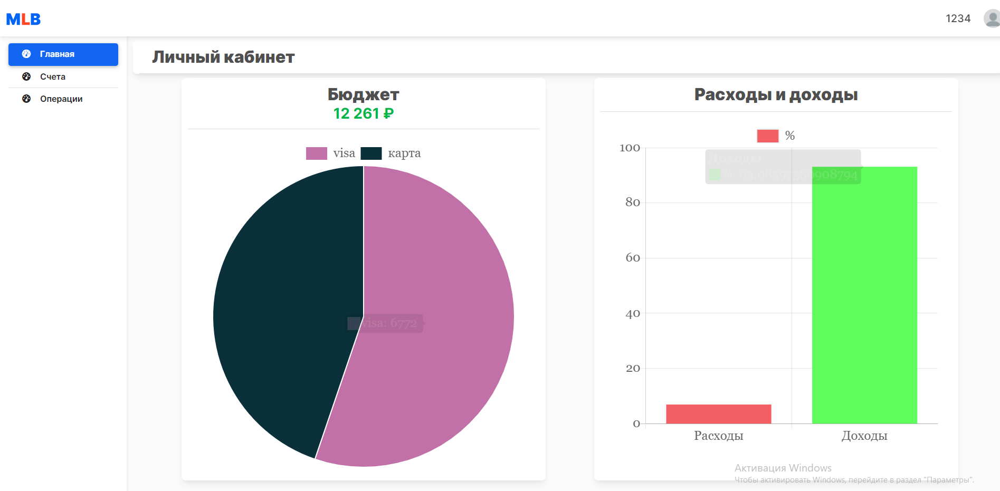 MLB
1234
Главная
Счета
Операции
Личный кабинет
Бюджет
12 261 ₽
visa карта
visa: 6772
Расходы и доходы
%
100
Доходы
%: 93.08597580908794
80
60
40
20
0
Расходы Доходы
Активация Windows
Чтобы активировать Windows, перейдите в раздел "Параметры".